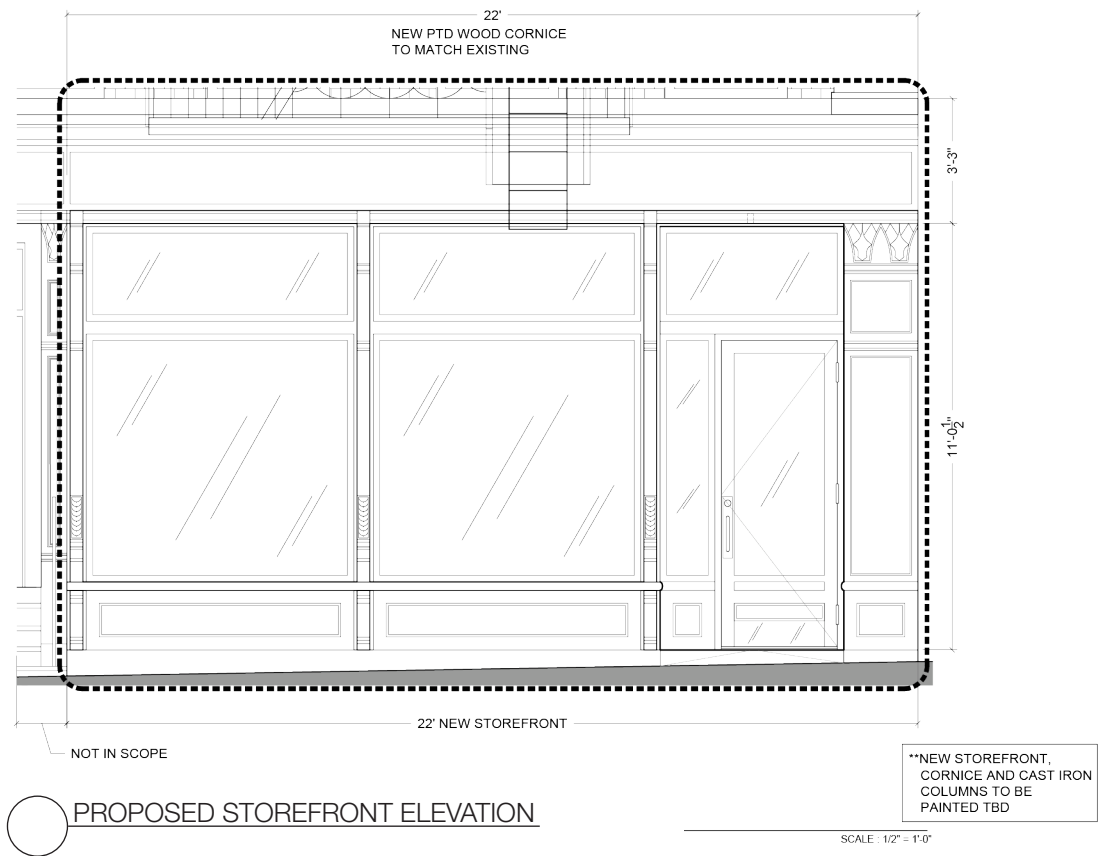 22'
NEW PTD WOOD CORNICE
TO MATCH EXISTING
3'-3"
11'-0½"
22' NEW STOREFRONT
NOT IN SCOPE
**NEW STOREFRONT,
CORNICE AND CAST IRON
COLUMNS TO BE
PAINTED TBD
PROPOSED STOREFRONT ELEVATION
SCALE : 1/2" = 1'-0"